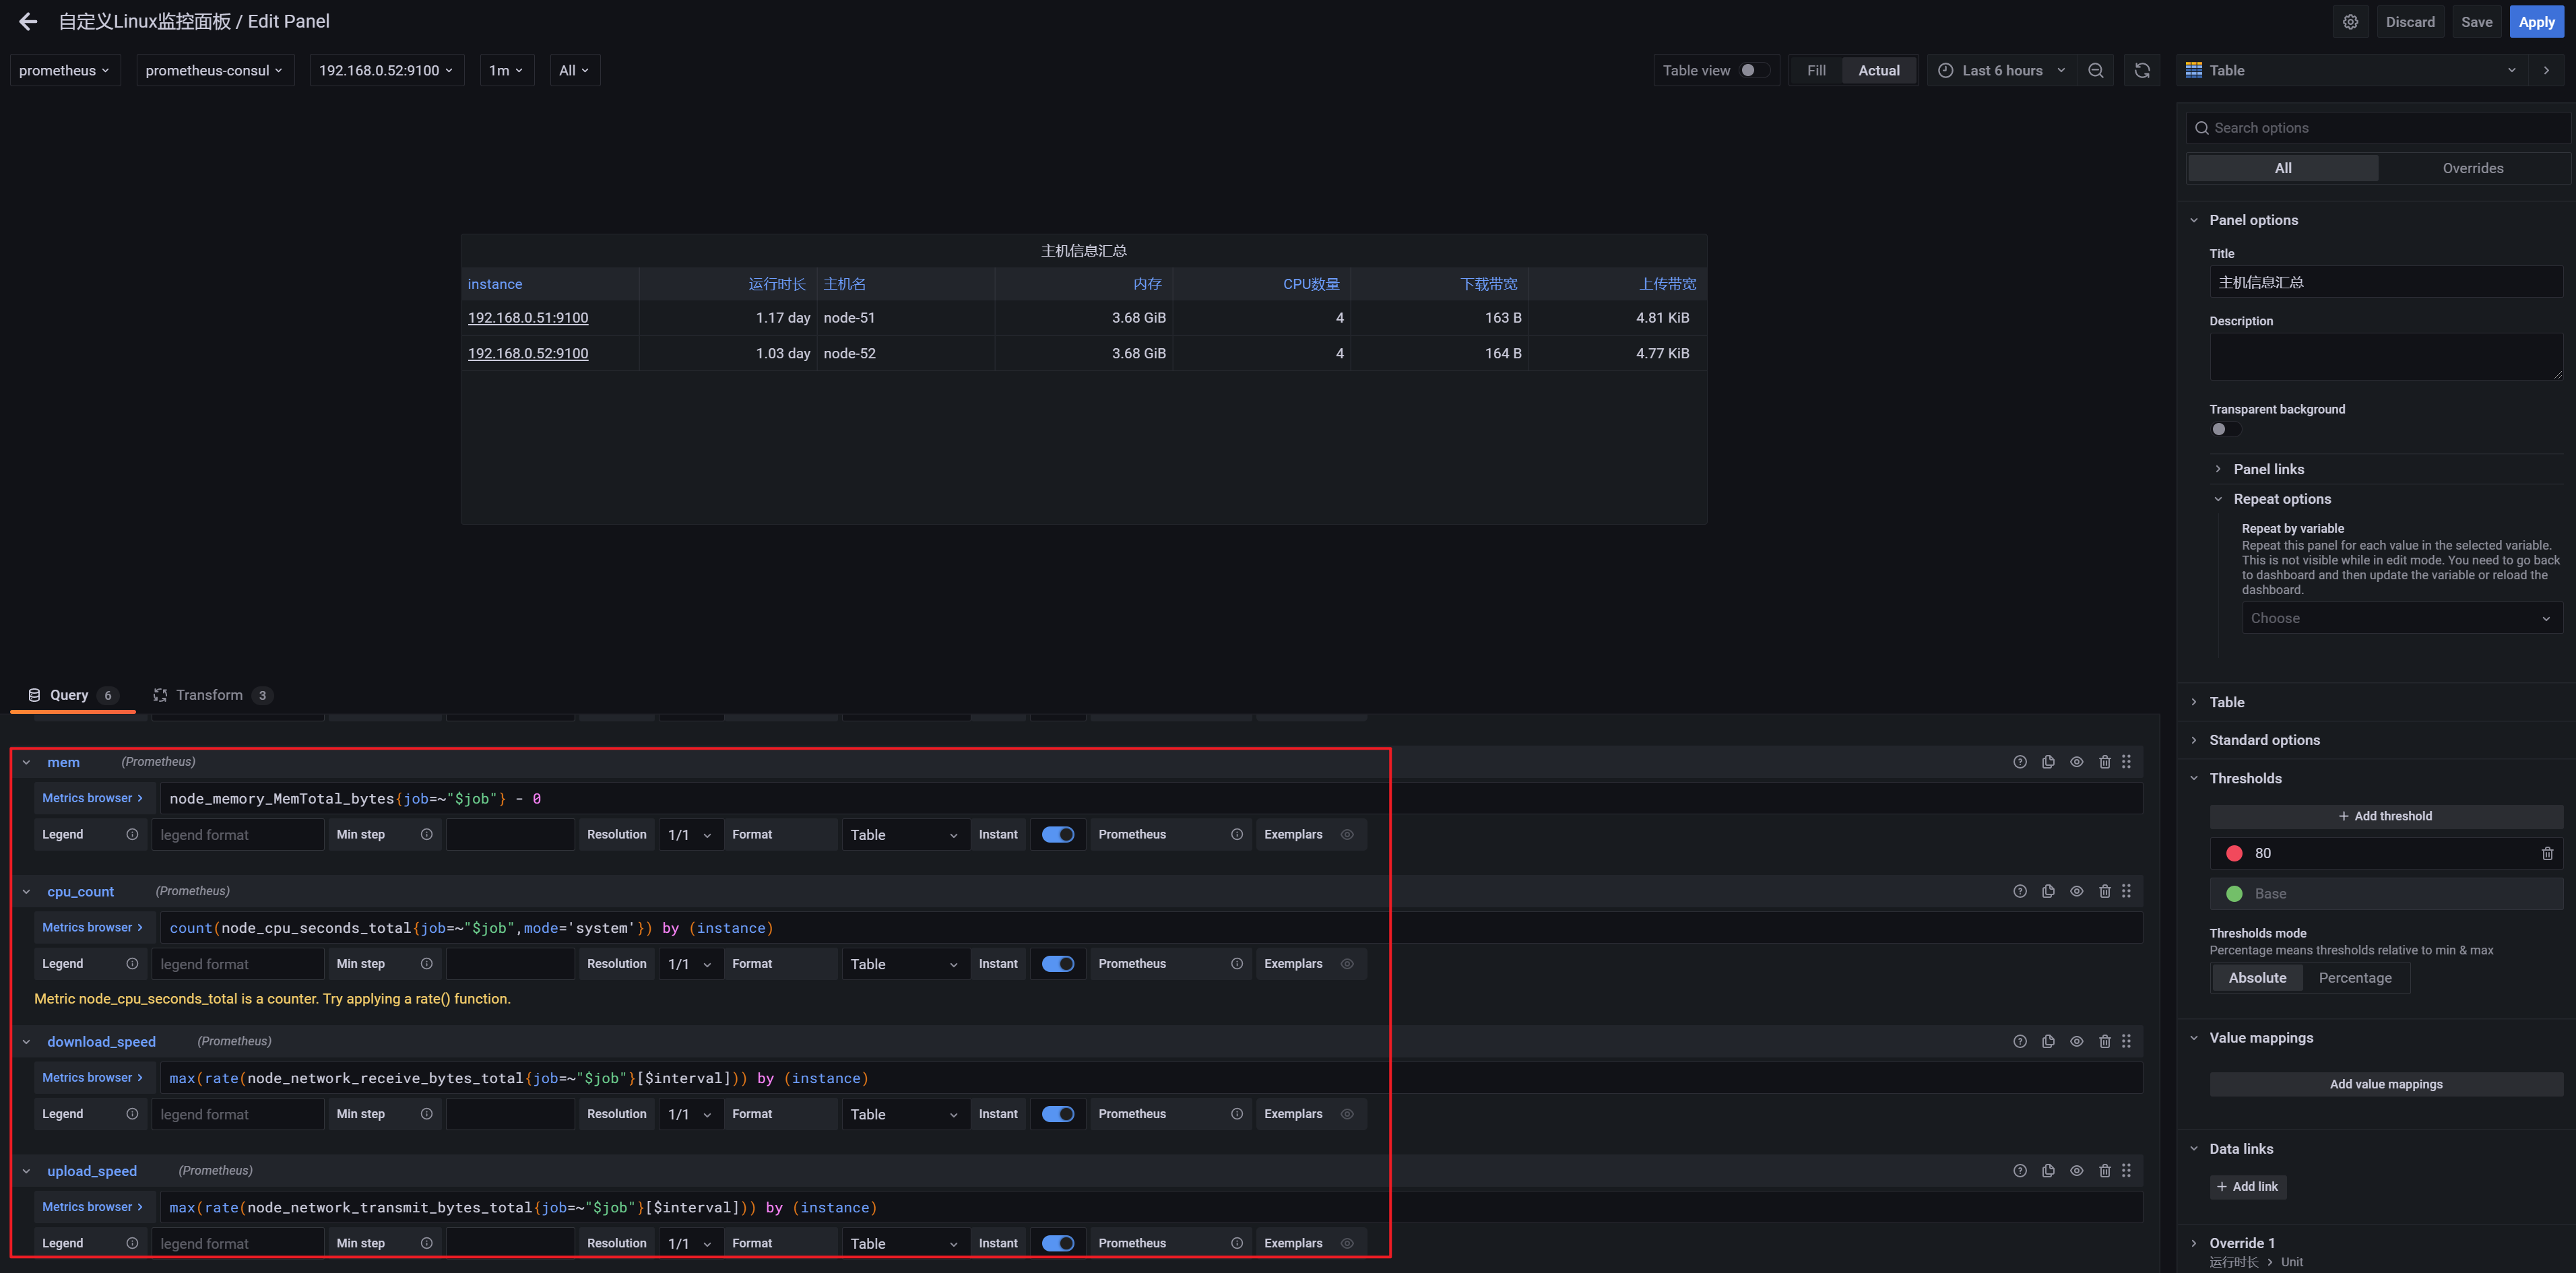 自定义Linux监控面板 / Edit Panel
Discard Save Apply
prometheus prometheus-consul 192.168.0.52:9100 1m All
Table view Fill Actual Last 6 hours Table
Search options
All Overrides
Panel options
Title
主机信息汇总
Description
Transparent background
Panel links
Repeat options
Repeat by variable
Repeat this panel for each value in the selected variable.
This is not visible while in edit mode. You need to go back
to dashboard and then update the variable or reload the
dashboard.
Choose
Table
Standard options
Thresholds
+ Add threshold
80
Base
Thresholds mode
Percentage means thresholds relative to min & max
Absolute Percentage
Value mappings
Add value mappings
Data links
+ Add link
Override 1
运行时长 > Unit
主机信息汇总
instance 运行时长 主机名 内存 CPU数量 下载带宽 上传带宽
192.168.0.51:9100 1.17 day node-51 3.68 GiB 4 163 B 4.81 KiB
192.168.0.52:9100 1.03 day node-52 3.68 GiB 4 164 B 4.77 KiB
Query 6 Transform 3
mem (Prometheus)
Metrics browser > node_memory_MemTotal_bytes{job=~"$job"} - 0
Legend legend format Min step Resolution 1/1 Format Table Instant Prometheus Exemplars
cpu_count (Prometheus)
Metrics browser > count(node_cpu_seconds_total{job=~"$job",mode='system'}) by (instance)
Legend legend format Min step Resolution 1/1 Format Table Instant Prometheus Exemplars
Metric node_cpu_seconds_total is a counter. Try applying a rate() function.
download_speed (Prometheus)
Metrics browser > max(rate(node_network_receive_bytes_total{job=~"$job"}[$interval])) by (instance)
Legend legend format Min step Resolution 1/1 Format Table Instant Prometheus Exemplars
upload_speed (Prometheus)
Metrics browser > max(rate(node_network_transmit_bytes_total{job=~"$job"}[$interval])) by (instance)
Legend legend format Min step Resolution 1/1 Format Table Instant Prometheus Exemplars